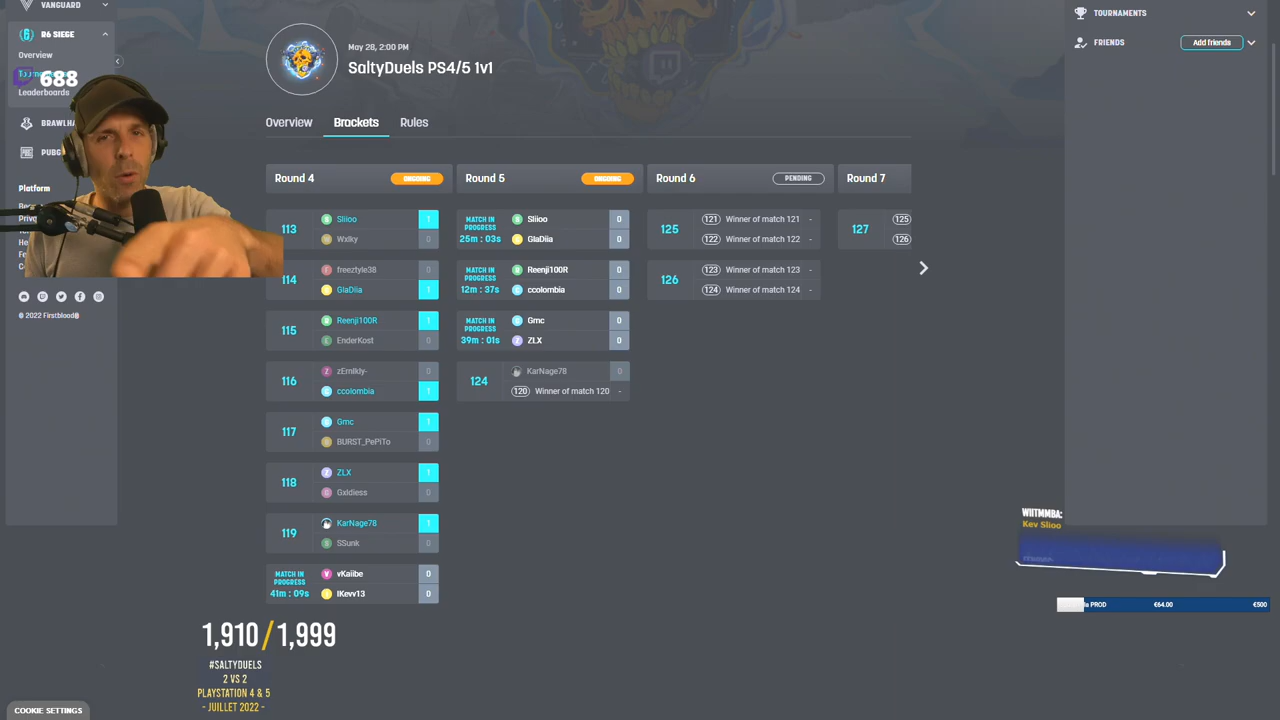 VANGUARD
R6 SIEGE
Overview
688
Leaderboards
BRAWLHA
PUBG
Platform
© 2022 Firstblood®
COOKIE SETTINGS
May 28, 2:00 PM
SaltyDuels PS4/5 1v1
Overview
Brackets
Rules
Round 4
ONGOING
113
Sliioo
1
Wxlky
0
114
freeztyle38
0
GlaDiia
1
115
Reenji100R
1
EnderKost
0
116
zErnikly-
0
ccolombia
1
117
Gmc
1
BURST_PePiTo
0
118
ZLX
1
Gxldiess
0
119
KarNage78
1
SSunk
0
MATCH IN
PROGRESS
41m : 09s
vKaiibe
0
IKevv13
0
Round 5
ONGOING
MATCH IN
PROGRESS
25m : 03s
Sliioo
0
GlaDiia
0
MATCH IN
PROGRESS
12m : 37s
Reenji100R
0
ccolombia
0
MATCH IN
PROGRESS
39m : 01s
Gmc
0
ZLX
0
124
KarNage78
0
120 Winner of match 120 -
Round 6
PENDING
125
121 Winner of match 121 -
122 Winner of match 122 -
126
123 Winner of match 123 -
124 Winner of match 124 -
Round 7
127
125
126
TOURNAMENTS
FRIENDS
Add friends
WIITMMBA:
Kev Slioo
PROD
€64.00
€500
1,910/1,999
#SALTYDUELS
2 VS 2
PLAYSTATION 4 & 5
- JUILLET 2022 -